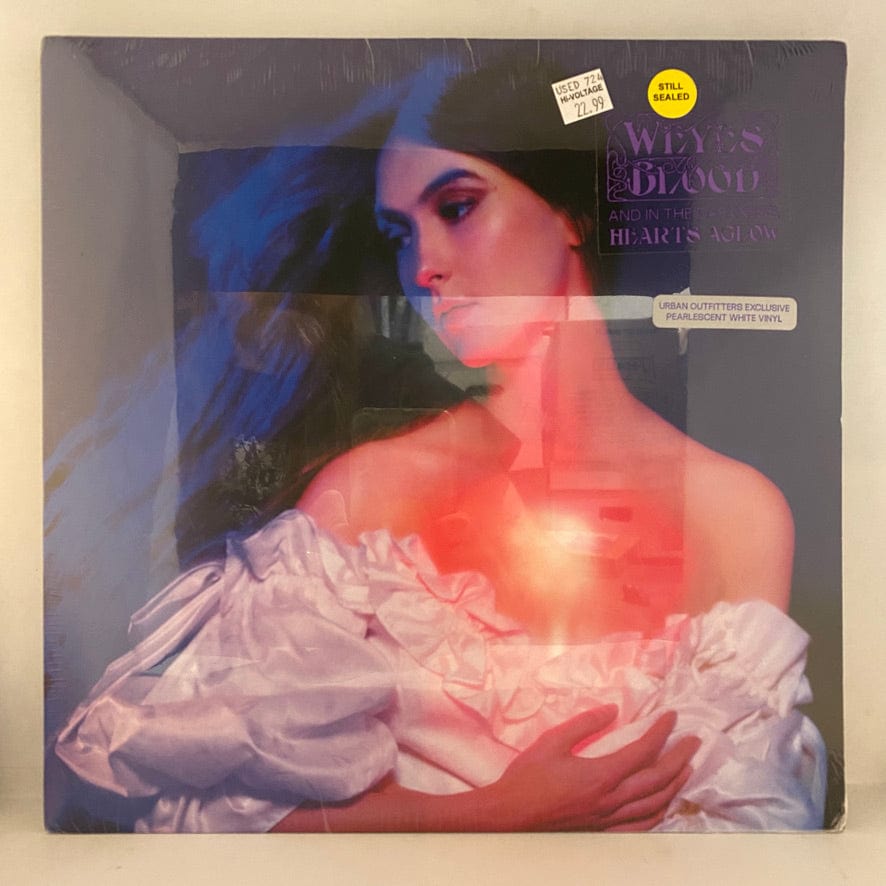 USED 724
HI-VOLTAGE
22.99
STILL
SEALED
WEYES
BLOOD
AND IN THE DARKNESS
HEARTS AGLOW
URBAN OUTFITTERS EXCLUSIVE
PEARLESCENT WHITE VINYL